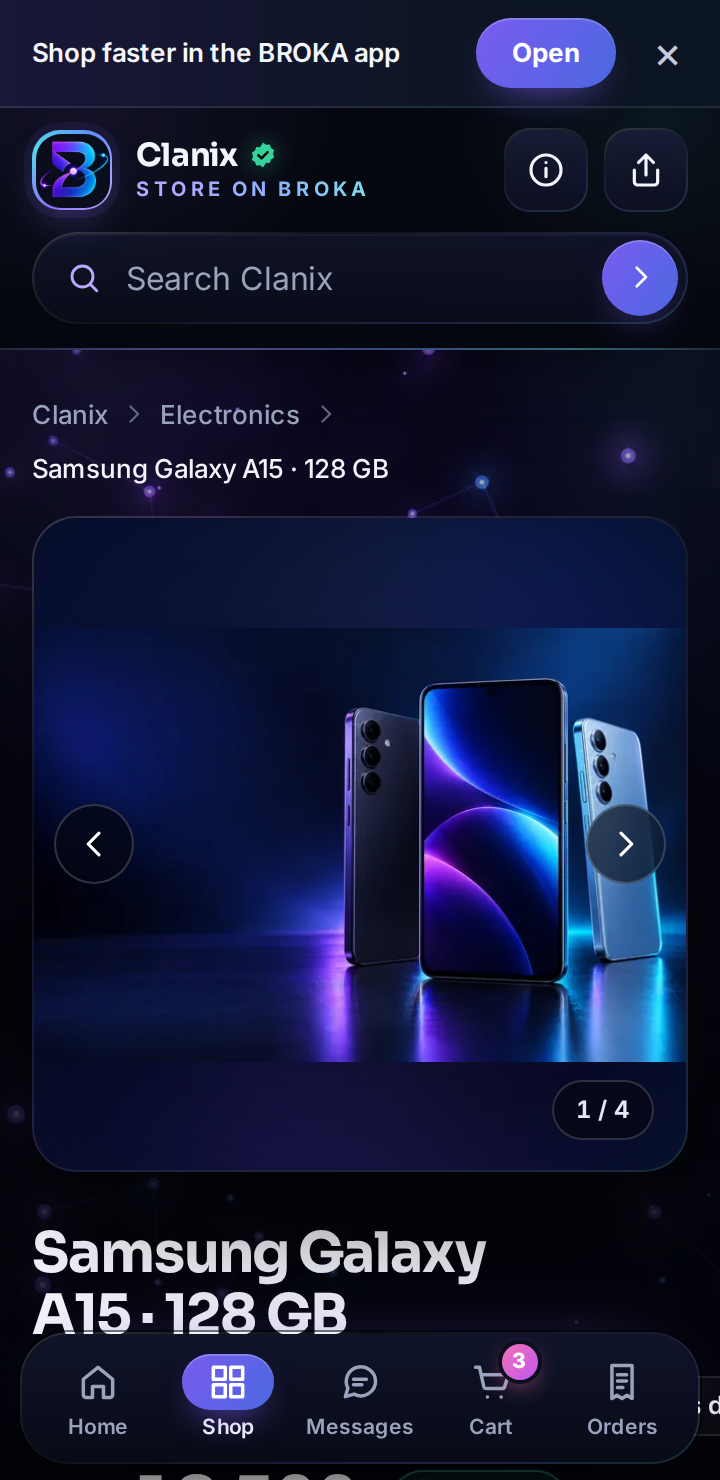 Shop faster in the BROKA app
Open
Clanix
STORE ON BROKA
Search Clanix
Clanix
Electronics
Samsung Galaxy A15 · 128 GB
1 / 4
Samsung Galaxy
A15 · 128 GB
3
Home
Shop
Messages
Cart
Orders